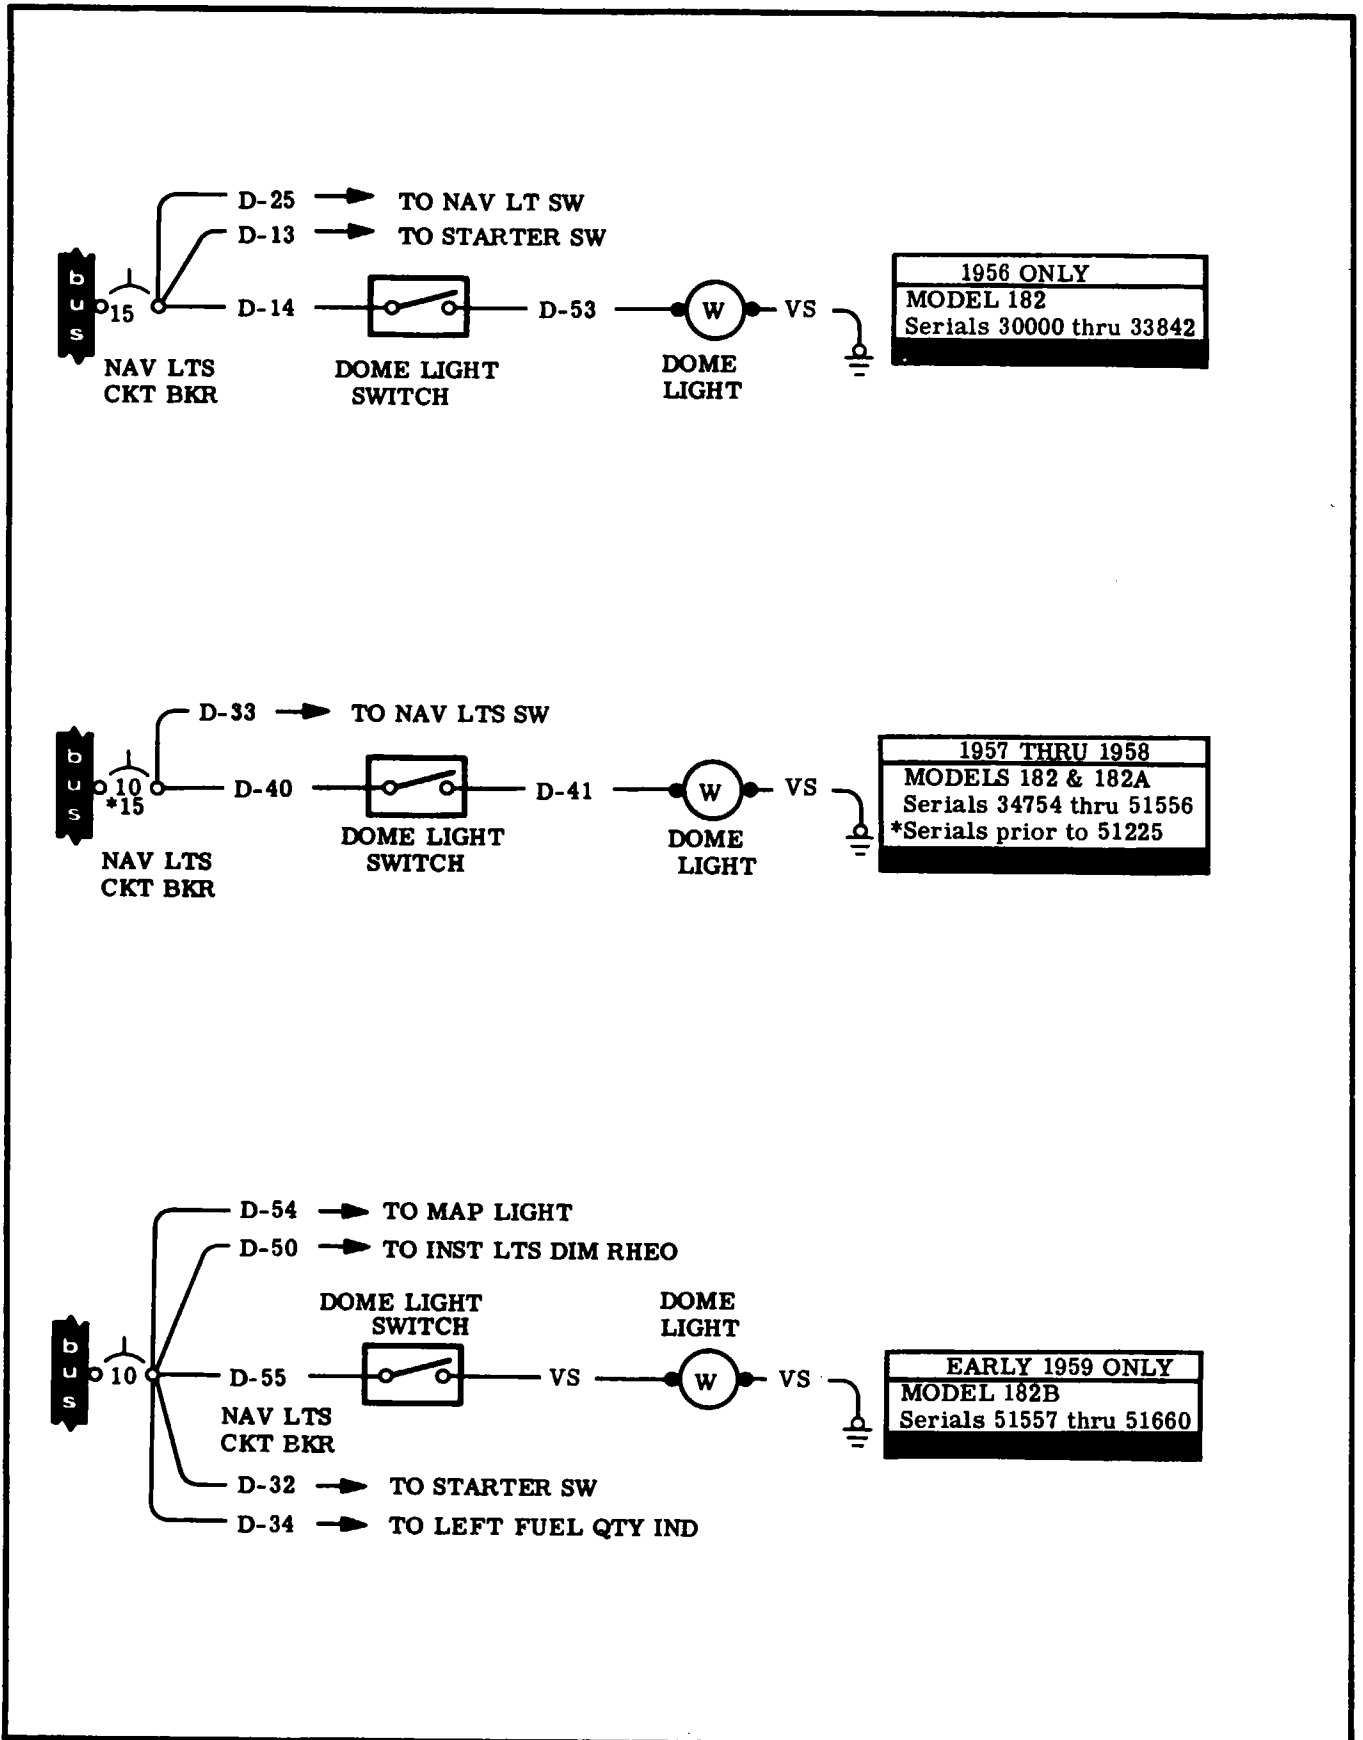 D-25 TO NAV LT SW
D-13 TO STARTER SW
bus 15 D-14 D-53 W VS
NAV LTS
CKT BKR
DOME LIGHT
SWITCH
DOME
LIGHT
1956 ONLY
MODEL 182
Serials 30000 thru 33842
D-33 TO NAV LTS SW
bus 10 D-40 D-41 W VS
*15
NAV LTS
CKT BKR
DOME LIGHT
SWITCH
DOME
LIGHT
1957 THRU 1958
MODELS 182 & 182A
Serials 34754 thru 51556
*Serials prior to 51225
D-54 TO MAP LIGHT
D-50 TO INST LTS DIM RHEO
DOME LIGHT
SWITCH
DOME
LIGHT
bus 10 D-55 VS W VS
NAV LTS
CKT BKR
D-32 TO STARTER SW
D-34 TO LEFT FUEL QTY IND
EARLY 1959 ONLY
MODEL 182B
Serials 51557 thru 51660